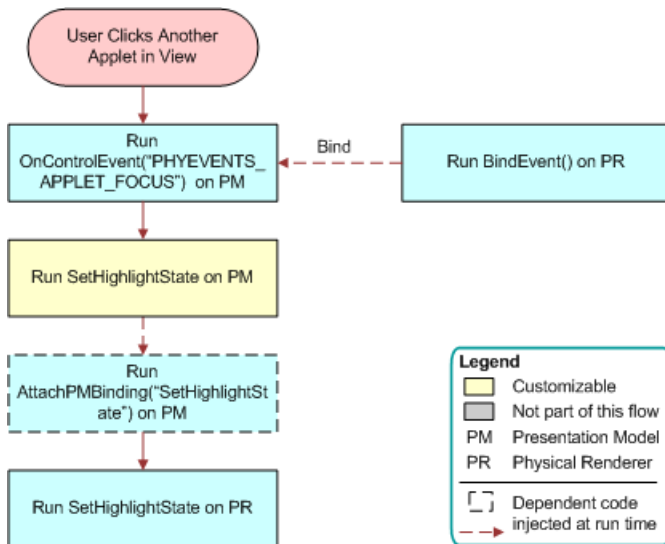 User Clicks Another
Applet in View
Run
OnControlEvent("PHYEVENTS_
APPLET_FOCUS") on PM
Bind
Run BindEvent() on PR
Run SetHighlightState on PM
Run
AttachPMBinding("SetHighlightSt
ate") on PM
Run SetHighlightState on PR
Legend
Customizable
Not part of this flow
PM Presentation Model
PR Physical Renderer
Dependent code
injected at run time